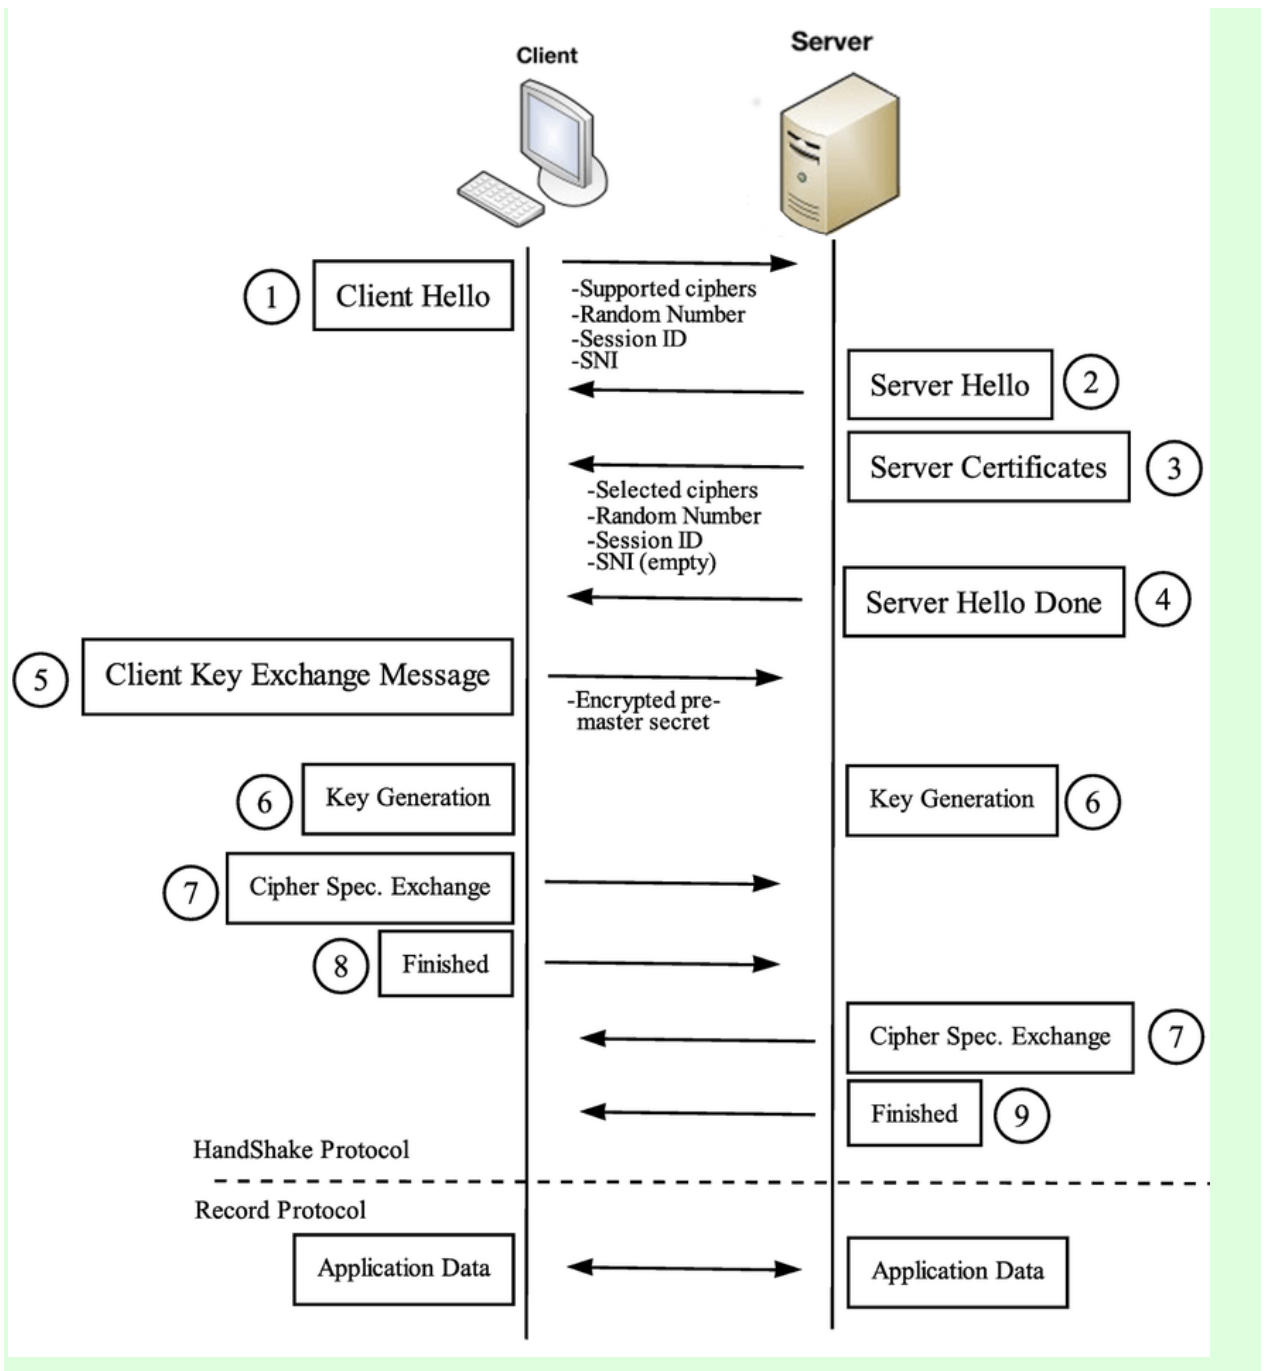 Client
Server
1
Client Hello
-Supported ciphers
-Random Number
-Session ID
-SNI
Server Hello
2
Server Certificates
3
-Selected ciphers
-Random Number
-Session ID
-SNI (empty)
Server Hello Done
4
5
Client Key Exchange Message
-Encrypted pre-
master secret
6
Key Generation
Key Generation
6
7
Cipher Spec. Exchange
8
Finished
Cipher Spec. Exchange
7
Finished
9
HandShake Protocol
Record Protocol
Application Data
Application Data